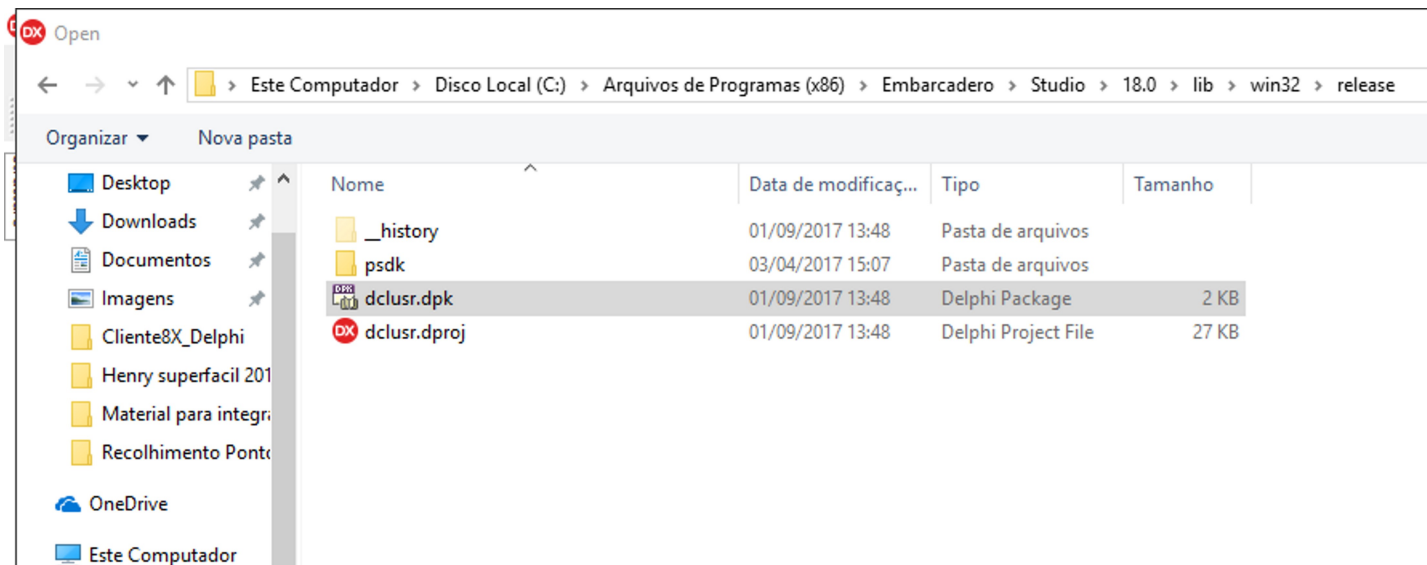 DX Open
Este Computador > Disco Local (C:) > Arquivos de Programas (x86) > Embarcadero > Studio > 18.0 > lib > win32 > release
Organizar Nova pasta
Desktop
Downloads
Documentos
Imagens
Cliente8X_Delphi
Henry superfacil 201
Material para integr
Recolhimento Ponto
OneDrive
Este Computador
Nome Data de modificaç... Tipo Tamanho
__history 01/09/2017 13:48 Pasta de arquivos
psdk 03/04/2017 15:07 Pasta de arquivos
dclusr.dpk 01/09/2017 13:48 Delphi Package 2 KB
DX dclusr.dproj 01/09/2017 13:48 Delphi Project File 27 KB